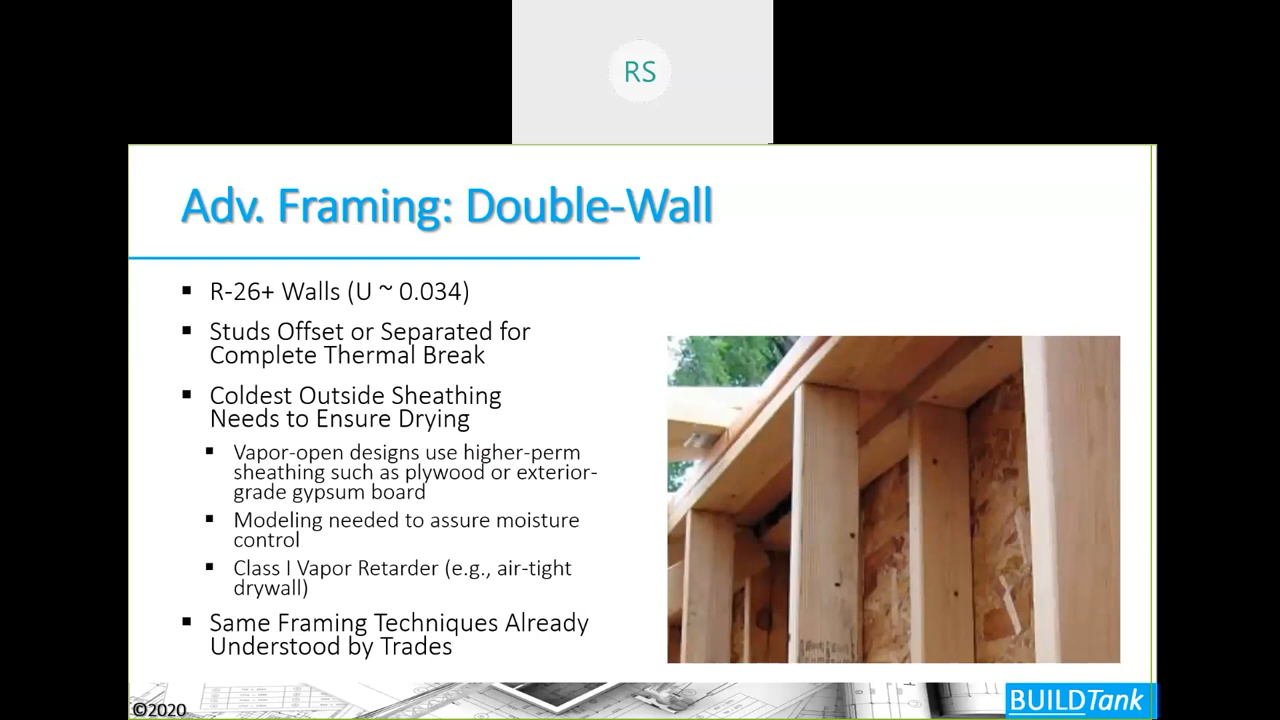 RS
Adv. Framing: Double-Wall
▪ R-26+ Walls (U ~ 0.034)
▪ Studs Offset or Separated for
Complete Thermal Break
▪ Coldest Outside Sheathing
Needs to Ensure Drying
▪ Vapor-open designs use higher-perm
sheathing such as plywood or exterior-
grade gypsum board
▪ Modeling needed to assure moisture
control
▪ Class I Vapor Retarder (e.g., air-tight
drywall)
▪ Same Framing Techniques Already
Understood by Trades
©2020
BUILDTank